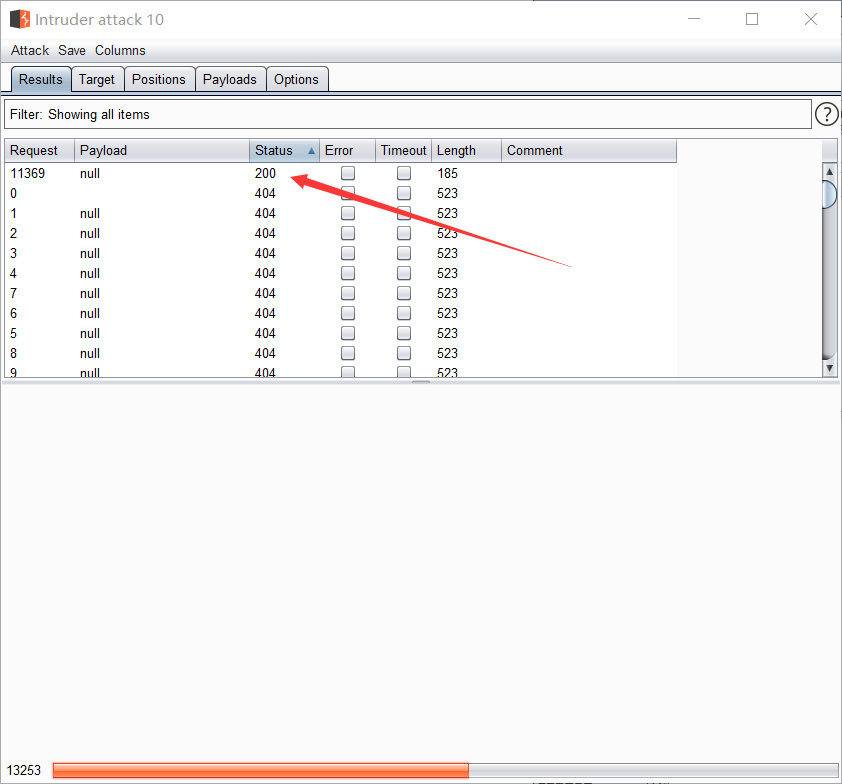 Intruder attack 10
Attack Save Columns
Results Target Positions Payloads Options
Filter: Showing all items ?
Request Payload Status Error Timeout Length Comment
11369 null 200 185
0 404 523
1 null 404 523
2 null 404 523
3 null 404 523
4 null 404 523
7 null 404 523
6 null 404 523
5 null 404 523
8 null 404 523
9 null 404 523
13253